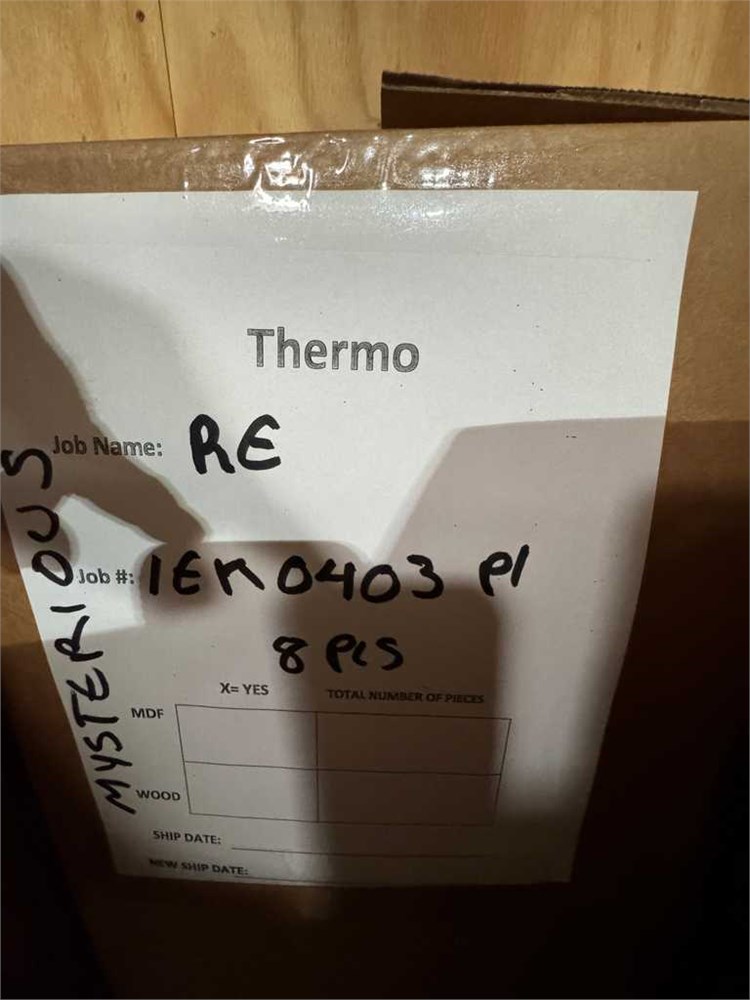 Thermo
Job Name: RE
Job #: IEM0403 P1
8 PCS
X= YES TOTAL NUMBER OF PIECES
MDF
WOOD
SHIP DATE:
NEW SHIP DATE:
MYSTERIOUS